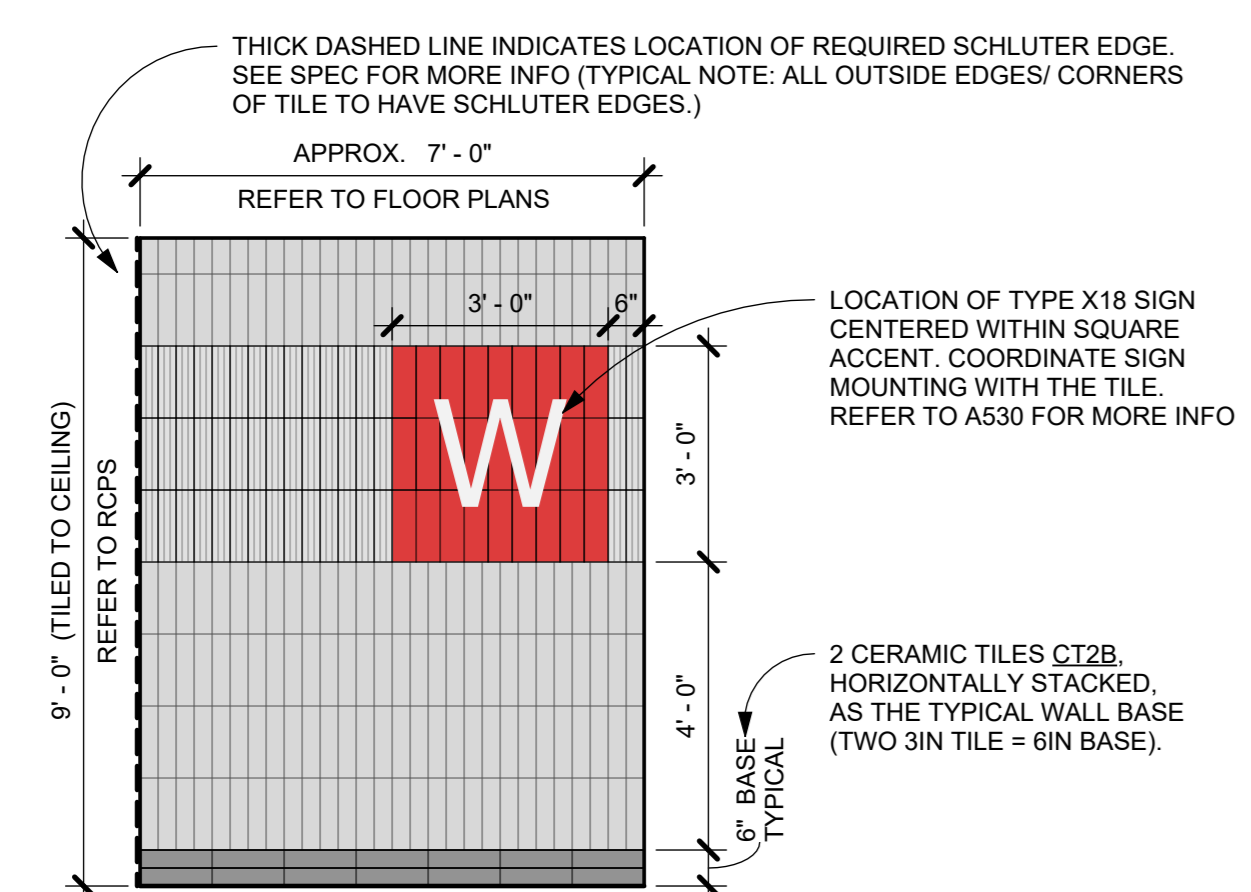 THICK DASHED LINE INDICATES LOCATION OF REQUIRED SCHLUTER EDGE.
SEE SPEC FOR MORE INFO (TYPICAL NOTE: ALL OUTSIDE EDGES/ CORNERS
OF TILE TO HAVE SCHLUTER EDGES.)
APPROX. 7' - 0"
REFER TO FLOOR PLANS
3' - 0"
6"
W
LOCATION OF TYPE X18 SIGN
CENTERED WITHIN SQUARE
ACCENT. COORDINATE SIGN
MOUNTING WITH THE TILE.
REFER TO A530 FOR MORE INFO
9' - 0" (TILED TO CEILING)
REFER TO RCPS
3' - 0"
4' - 0"
6" BASE
TYPICAL
2 CERAMIC TILES CT2B,
HORIZONTALLY STACKED,
AS THE TYPICAL WALL BASE
(TWO 3IN TILE = 6IN BASE).